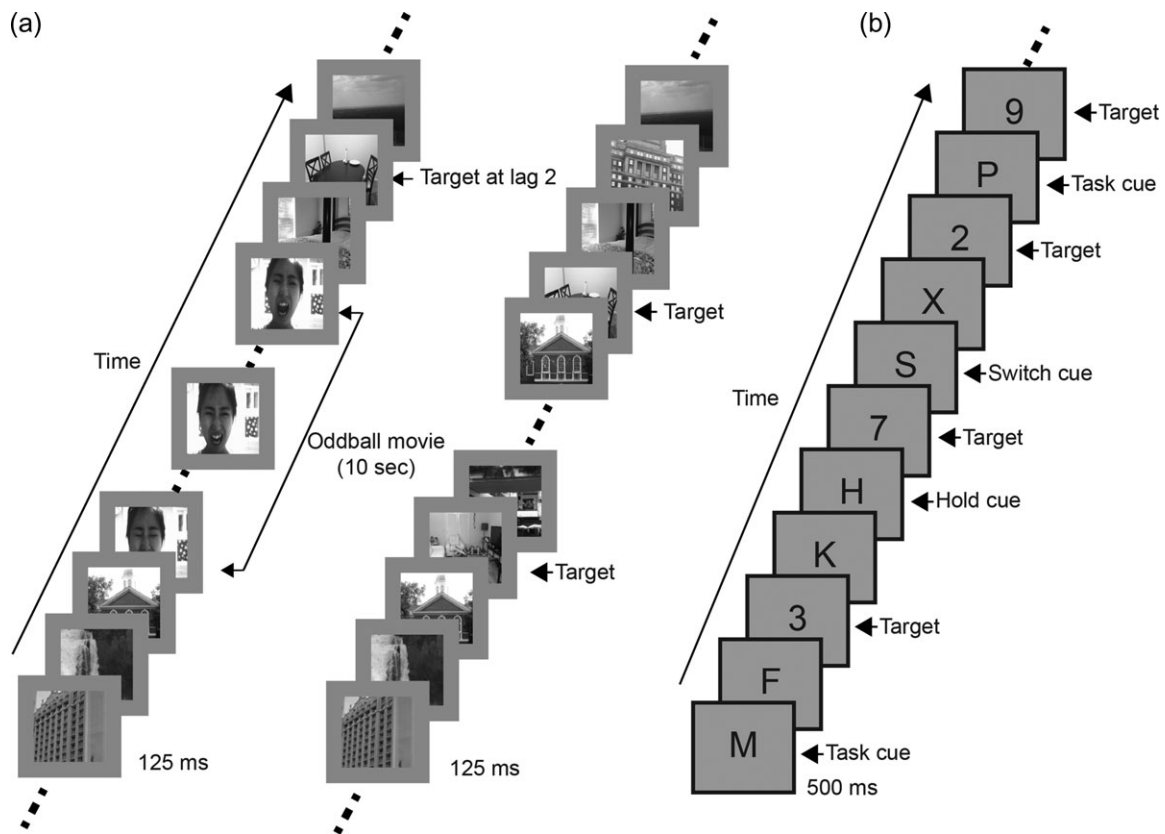 (a)
Target at lag 2
Time
Oddball movie
(10 sec)
125 ms
Target
Target
125 ms
(b)
9
Target
P
Task cue
2
Target
X
S
Switch cue
Time
7
Target
H
Hold cue
K
3
Target
F
M
Task cue
500 ms